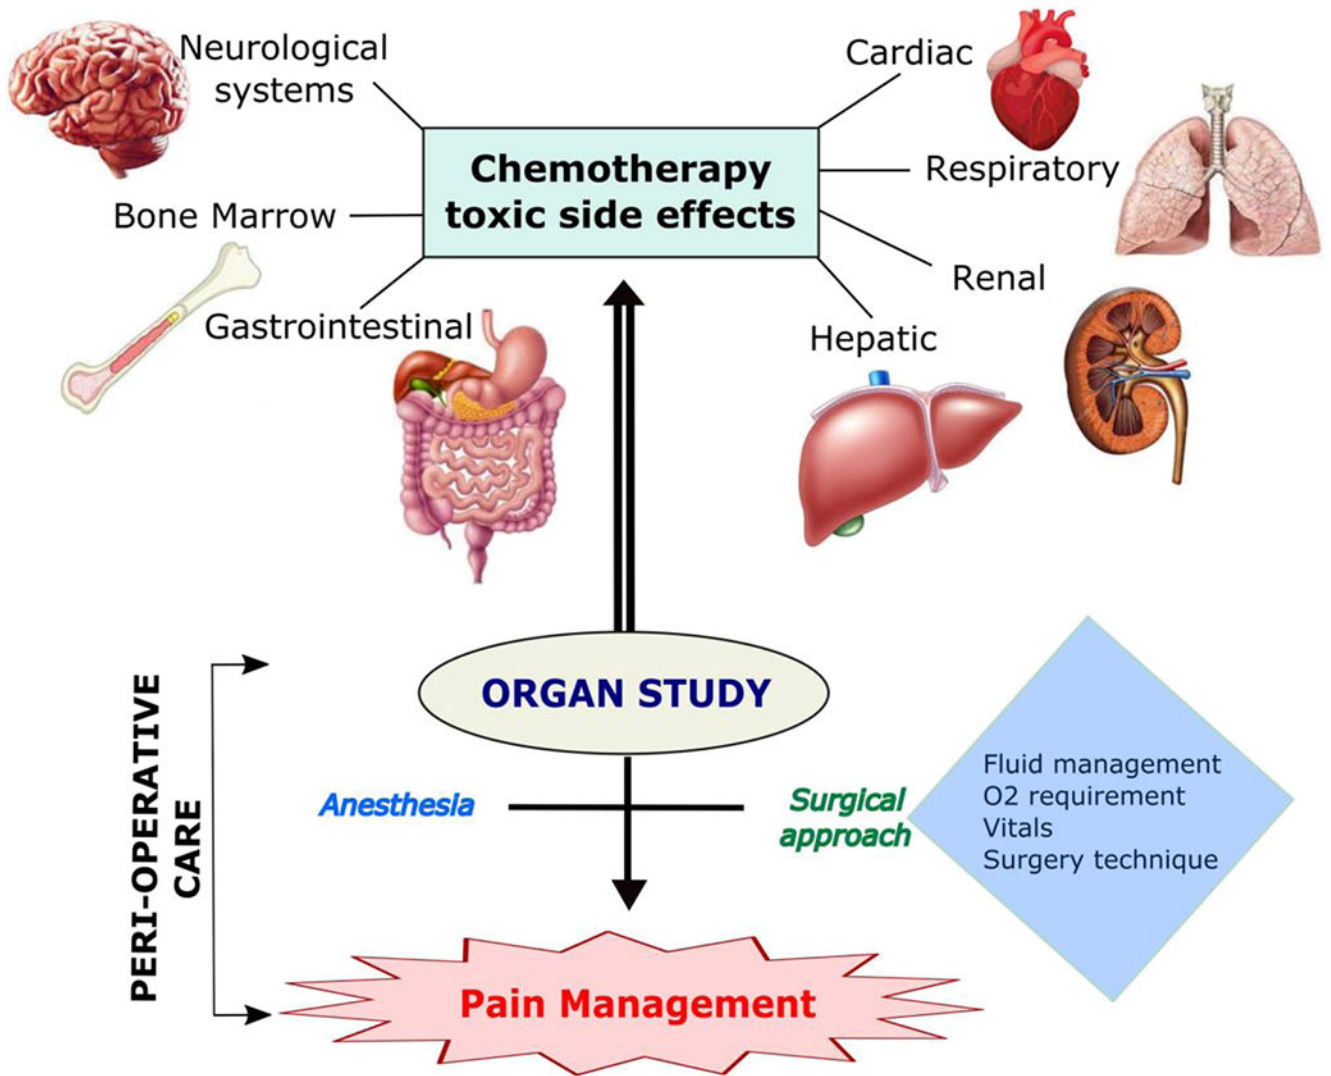 Neurological
systems
Cardiac
Chemotherapy
toxic side effects
Respiratory
Bone Marrow
Renal
Gastrointestinal
Hepatic
ORGAN STUDY
PERI-OPERATIVE
CARE
Anesthesia
Surgical
approach
Fluid management
O2 requirement
Vitals
Surgery technique
Pain Management